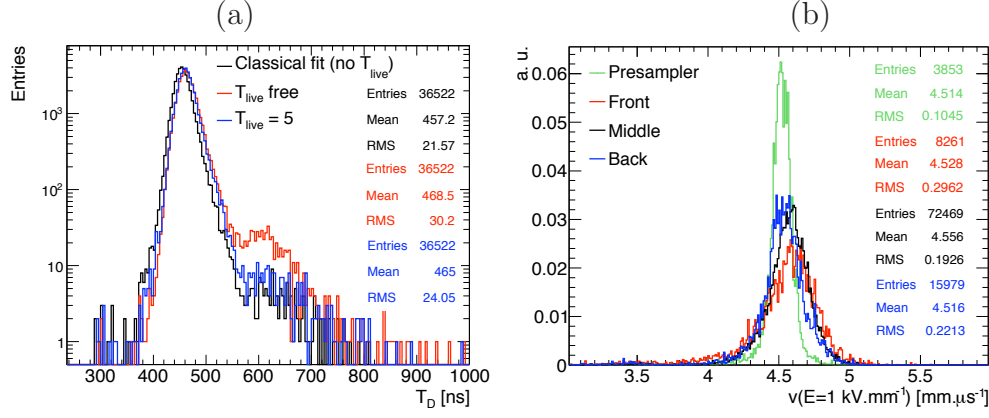 (a)
Entries
10³
10²
10
1
Classical fit (no T_live)
T_live free
T_live = 5
Entries 36522
Mean 457.2
RMS 21.57
Entries 36522
Mean 468.5
RMS 30.2
Entries 36522
Mean 465
RMS 24.05
300 400 500 600 700 800 900 1000
T_D [ns]
(b)
a. u.
0.06
0.05
0.04
0.03
0.02
0.01
0
Presampler
Front
Middle
Back
Entries 3853
Mean 4.514
RMS 0.1045
Entries 8261
Mean 4.528
RMS 0.2962
Entries 72469
Mean 4.556
RMS 0.1926
Entries 15979
Mean 4.516
RMS 0.2213
3.5 4 4.5 5 5.5
v(E=1 kV.mm⁻¹) [mm.μs⁻¹]